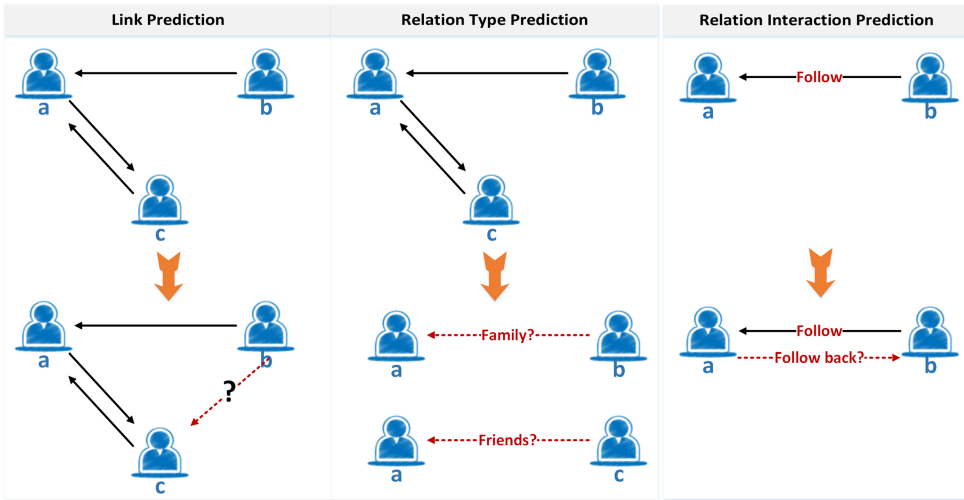 Link Prediction
a
b
c
a
b
?
c
Relation Type Prediction
a
b
c
Family?
a
b
Friends?
a
c
Relation Interaction Prediction
Follow
a
b
Follow
a
Follow back?
b